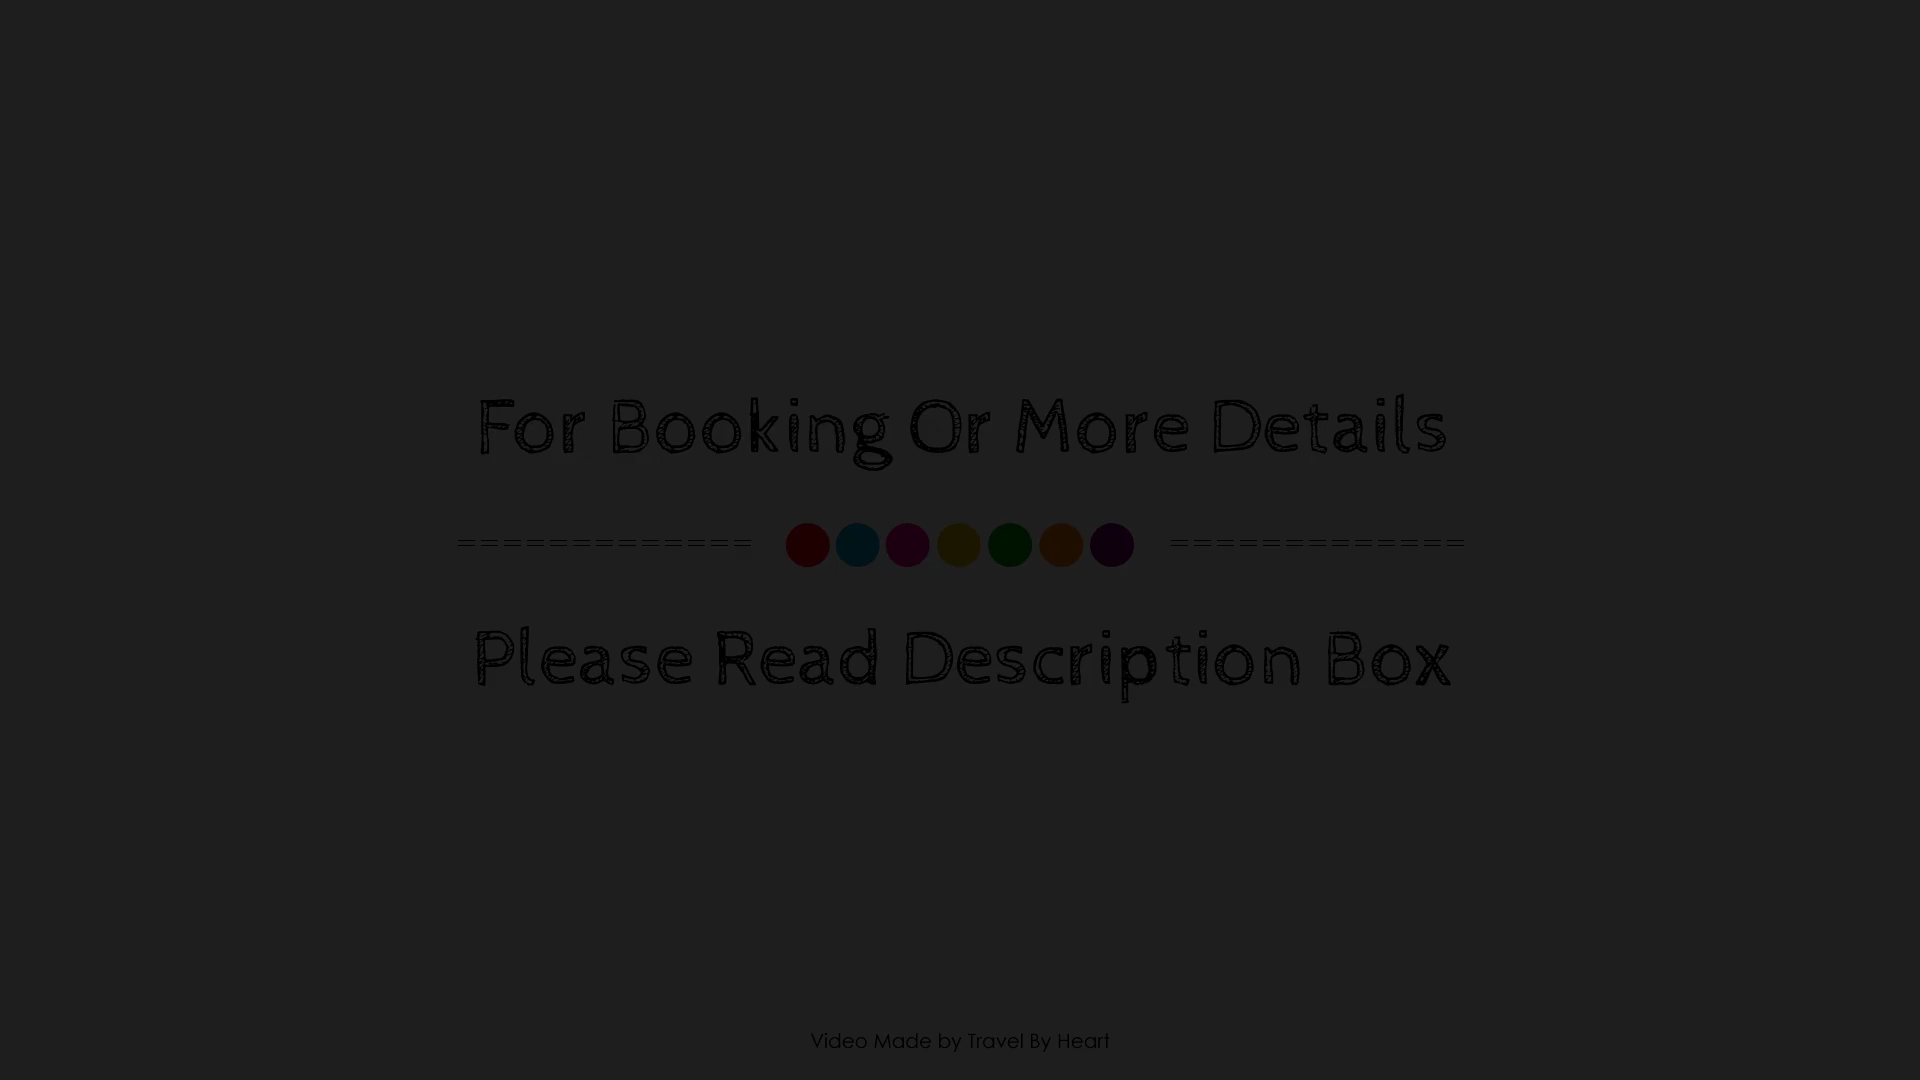 For Booking Or More Details
============= =============
Please Read Description Box
Video Made by Travel By Heart